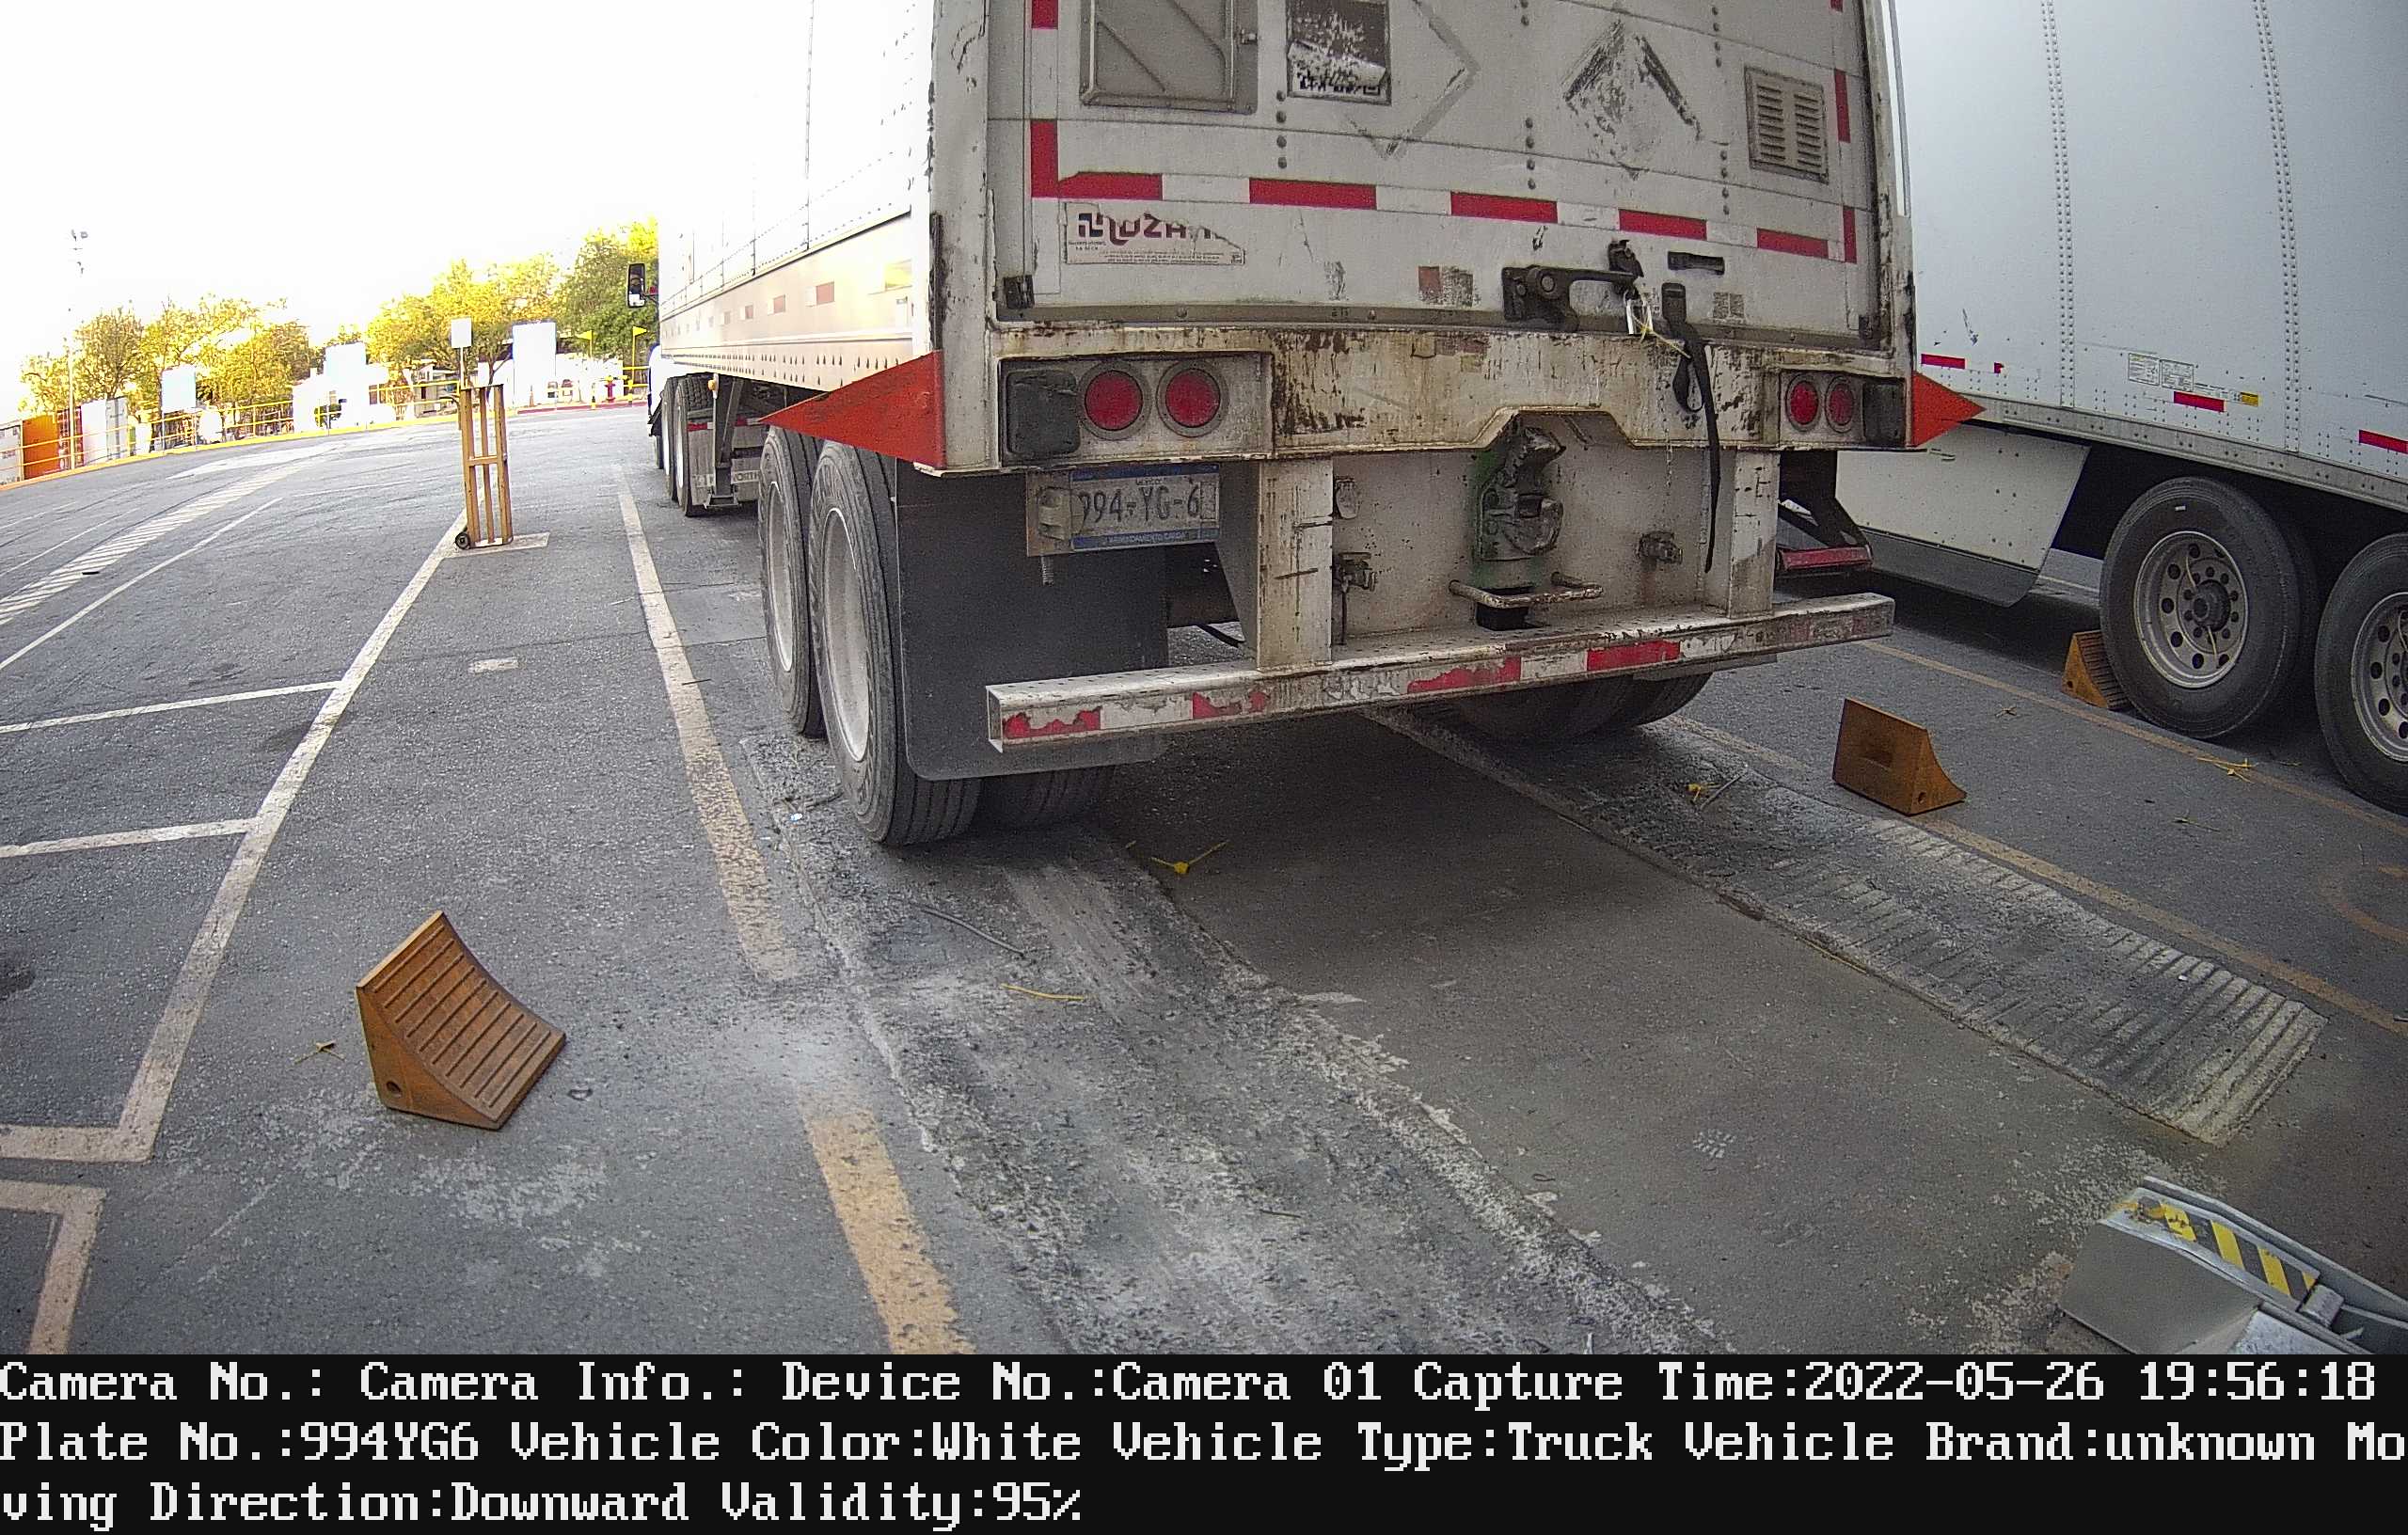 994-YG-6
Camera No.: Camera Info.: Device No.:Camera 01 Capture Time:2022-05-26 19:56:18
Plate No.:994YG6 Vehicle Color:White Vehicle Type:Truck Vehicle Brand:unknown Mo
ving Direction:Downward Validity:95%